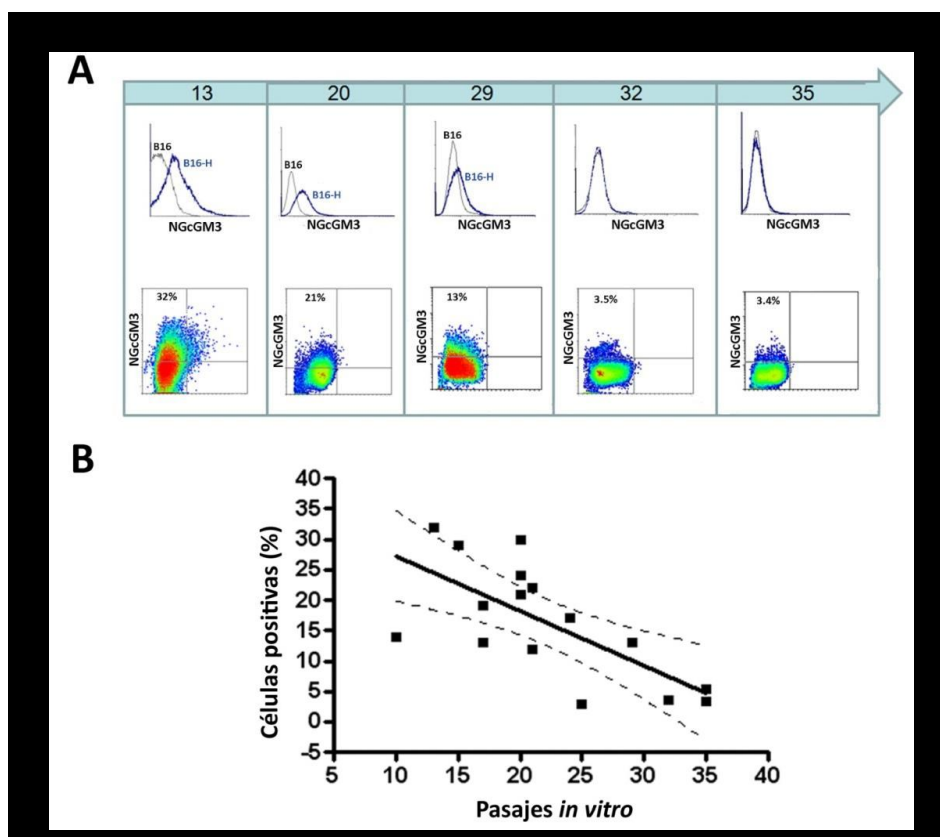 A
13 20 29 32 35
B16
B16-H
NGcGM3
B16
B16-H
NGcGM3
B16
B16-H
NGcGM3
NGcGM3
NGcGM3
32%
NGcGM3
21%
NGcGM3
13%
NGcGM3
3.5%
NGcGM3
3.4%
NGcGM3
B
Células positivas (%)
40
35
30
25
20
15
10
5
0
-5
5 10 15 20 25 30 35 40
Pasajes in vitro